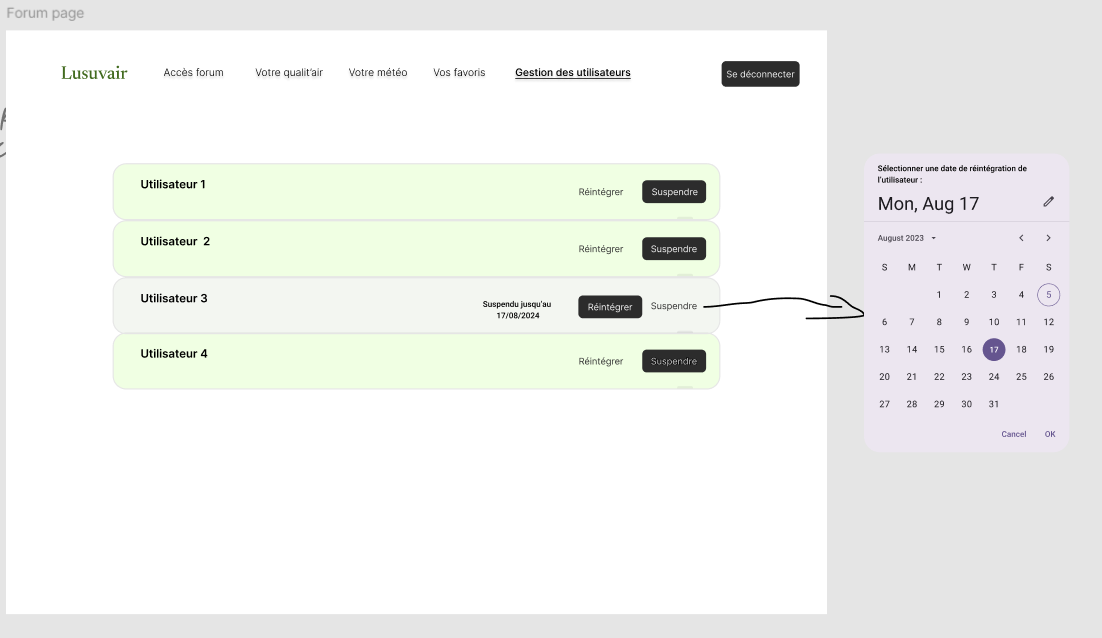 Forum page
Lusuvair
Accès forum
Votre qualit'air
Votre météo
Vos favoris
Gestion des utilisateurs
Se déconnecter
Utilisateur 1
Réintégrer
Suspendre
Utilisateur 2
Réintégrer
Suspendre
Utilisateur 3
Suspendu jusqu'au
17/08/2024
Réintégrer
Suspendre
Utilisateur 4
Réintégrer
Suspendre
Sélectionner une date de réintégration de
l'utilisateur :
Mon, Aug 17
August 2023
S M T W T F S
1 2 3 4 5
6 7 8 9 10 11 12
13 14 15 16 17 18 19
20 21 22 23 24 25 26
27 28 29 30 31
Cancel OK